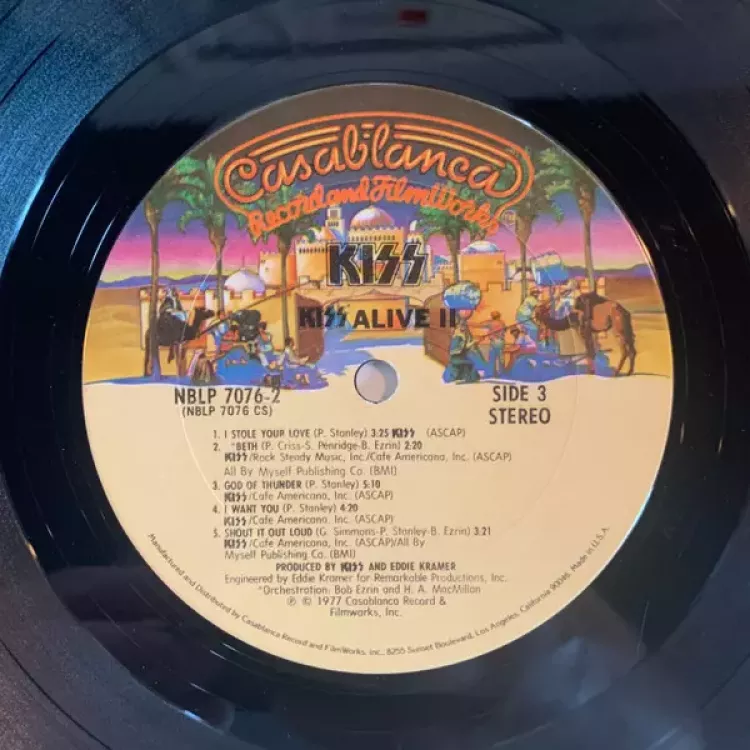 Casablanca
Record and FilmWorks
KISS
KISS ALIVE II
NBLP 7076-2
(NBLP 7076 CS)
SIDE 3
STEREO
1. I STOLE YOUR LOVE (P. Stanley) 3:25 KISS (ASCAP)
2. *BETH (P. Criss-S. Penridge-B. Ezrin) 2:20
KISS/Rock Steady Music, Inc./Cafe Americana, Inc. (ASCAP)
All By Myself Publishing Co. (BMI)
3. GOD OF THUNDER (P. Stanley) 5:10
KISS/Cafe Americana, Inc. (ASCAP)
4. I WANT YOU (P. Stanley) 4:20
KISS/Cafe Americana, Inc. (ASCAP)
5. SHOUT IT OUT LOUD (G. Simmons-P. Stanley-B. Ezrin) 3:21
KISS/Cafe Americana, Inc. (ASCAP)/All By
Myself Publishing Co. (BMI)
PRODUCED BY KISS AND EDDIE KRAMER
Engineered by Eddie Kramer for Remarkable Productions, Inc.
*Orchestration: Bob Ezrin and H. A. MacMillan
℗ © 1977 Casablanca Record &
Filmworks, Inc.
Manufactured and Distributed by Casablanca Record and FilmWorks, Inc., 8255 Sunset Boulevard, Los Angeles, California 90046. Made in U.S.A.